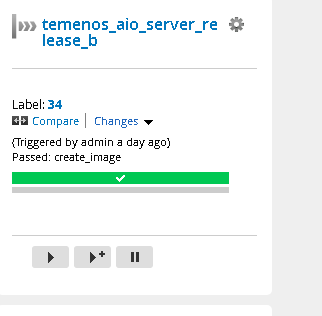 temenos_aio_server_re
lease_b
Label: 34
Compare | Changes
(Triggered by admin a day ago)
Passed: create_image